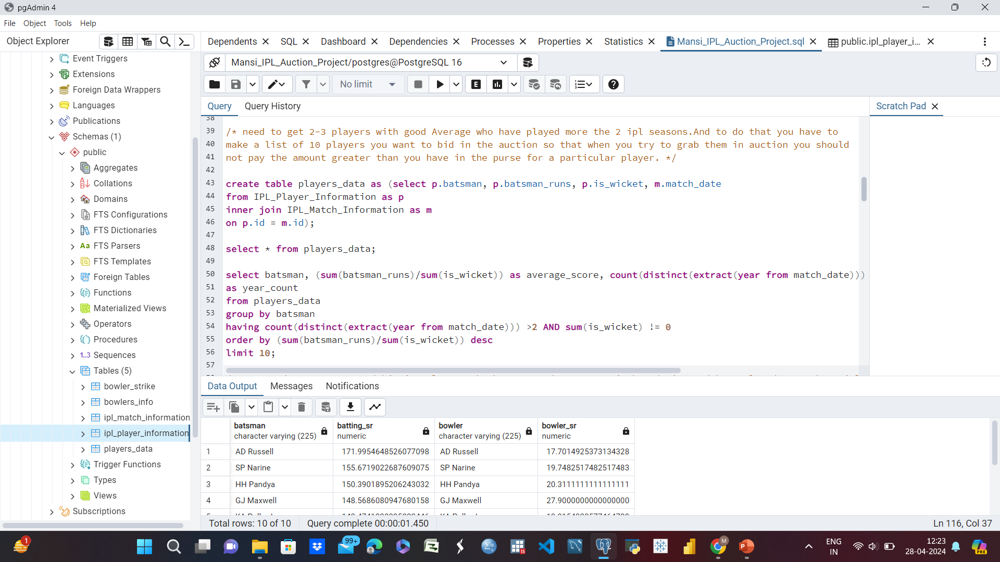 pgAdmin 4
File Object Tools Help
Object Explorer
Dependents SQL Dashboard Dependencies Processes Properties Statistics Mansi_IPL_Auction_Project.sql public.ipl_player_i...
Event Triggers
Extensions
Foreign Data Wrappers
Languages
Publications
Schemas (1)
public
Aggregates
Collations
Domains
FTS Configurations
FTS Dictionaries
FTS Parsers
FTS Templates
Foreign Tables
Functions
Materialized Views
Operators
Procedures
1..3 Sequences
Tables (5)
bowler_strike
bowlers_info
ipl_match_information
ipl_player_information
players_data
Trigger Functions
Types
Views
Subscriptions
Mansi_IPL_Auction_Project/postgres@PostgreSQL 16
No limit
E
Query Query History
Scratch Pad
38
39 /* need to get 2-3 players with good Average who have played more the 2 ipl seasons.And to do that you have to
40 make a list of 10 players you want to bid in the auction so that when you try to grab them in auction you should
41 not pay the amount greater than you have in the purse for a particular player. */
42
43 create table players_data as (select p.batsman, p.batsman_runs, p.is_wicket, m.match_date
44 from IPL_Player_Information as p
45 inner join IPL_Match_Information as m
46 on p.id = m.id);
47
48 select * from players_data;
49
50 select batsman, (sum(batsman_runs)/sum(is_wicket)) as average_score, count(distinct(extract(year from match_date)))
51 as year_count
52 from players_data
53 group by batsman
54 having count(distinct(extract(year from match_date))) >2 AND sum(is_wicket) != 0
55 order by (sum(batsman_runs)/sum(is_wicket)) desc
56 limit 10;
57
Data Output Messages Notifications
batsman batting_sr bowler bowler_sr
character varying (225) numeric character varying (225) numeric
1 AD Russell 171.9954648526077098 AD Russell 17.7014925373134328
2 SP Narine 155.6719022687609075 SP Narine 19.7482517482517483
3 HH Pandya 150.3901895206243032 HH Pandya 20.3111111111111111
4 GJ Maxwell 148.5686080947680158 GJ Maxwell 27.9000000000000000
Total rows: 10 of 10 Query complete 00:00:01.450 Ln 116, Col 37
1
99+
15
M
ENG
IN
12:23
28-04-2024
PRE